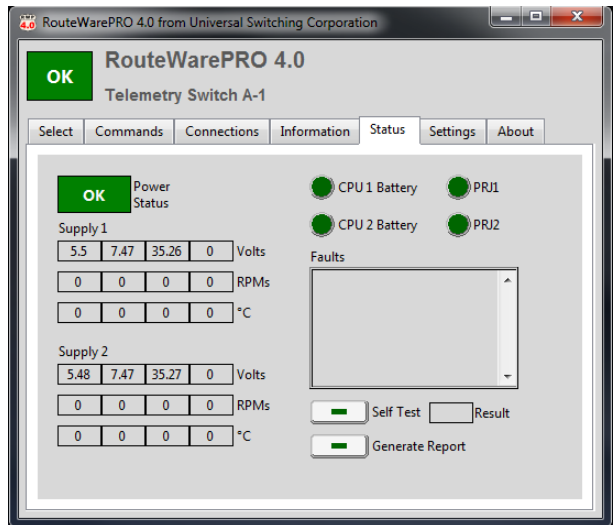 4.0 RouteWarePRO 4.0 from Universal Switching Corporation
OK
RouteWarePRO 4.0
Telemetry Switch A-1
Select Commands Connections Information Status Settings About
OK Power
Status
CPU 1 Battery PRJ1
CPU 2 Battery PRJ2
Supply 1
5.5 7.47 35.26 0 Volts
0 0 0 0 RPMs
0 0 0 0 °C
Supply 2
5.48 7.47 35.27 0 Volts
0 0 0 0 RPMs
0 0 0 0 °C
Faults
Self Test Result
Generate Report